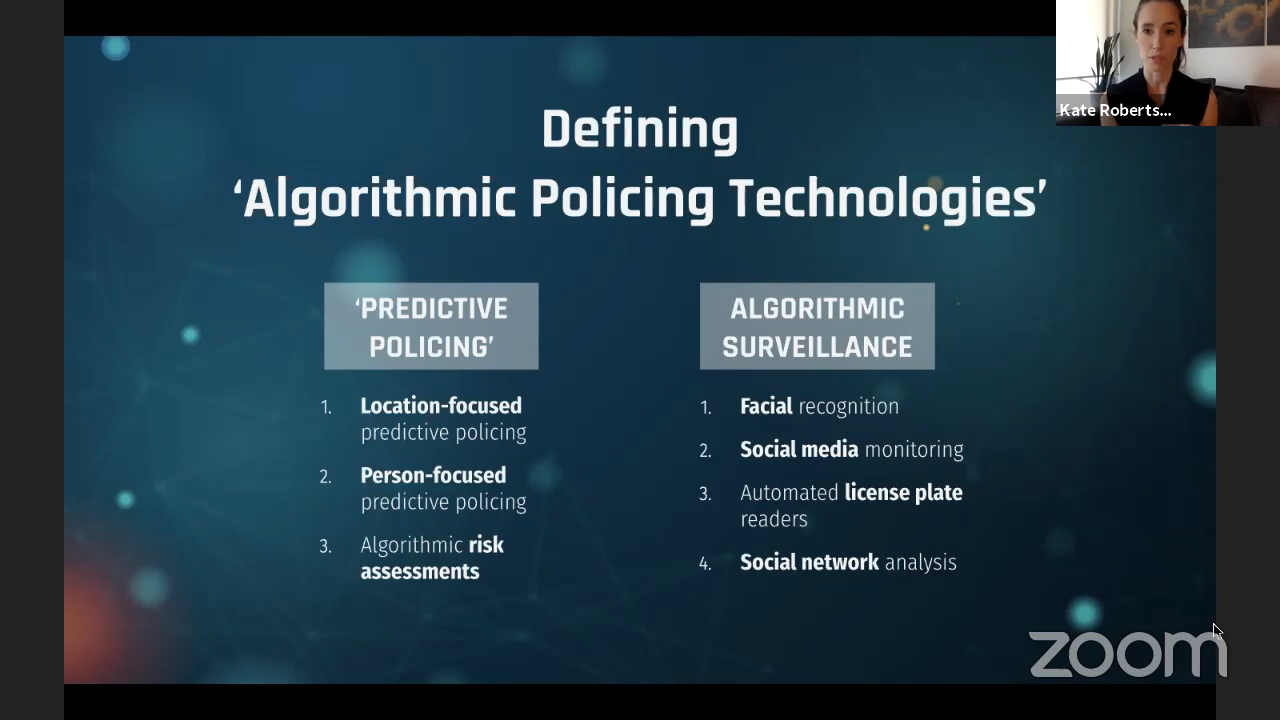 Defining
‘Algorithmic Policing Technologies’
Kate Roberts...
‘PREDICTIVE
POLICING’
1. Location-focused
predictive policing
2. Person-focused
predictive policing
3. Algorithmic risk
assessments
ALGORITHMIC
SURVEILLANCE
1. Facial recognition
2. Social media monitoring
3. Automated license plate
readers
4. Social network analysis
zoom